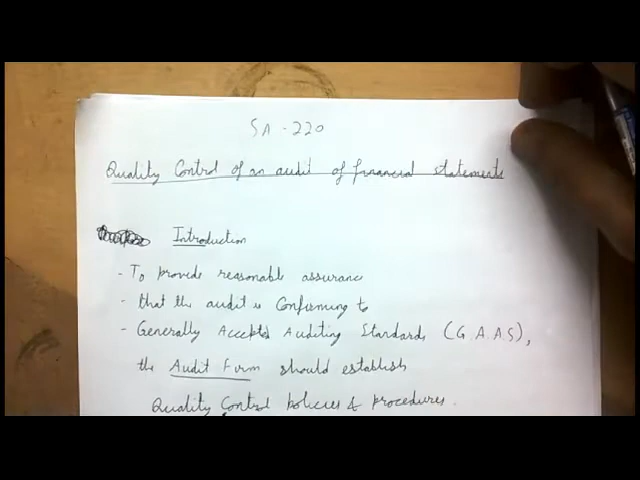 SA - 220
Quality Control of an audit of financial statements
Introduction
- To provide reasonable assurance
- that the audit is Confirming to
- Generally Accepted Auditing Standards (G.A.A.S),
the Audit Firm should establish
Quality Control policies & procedures.